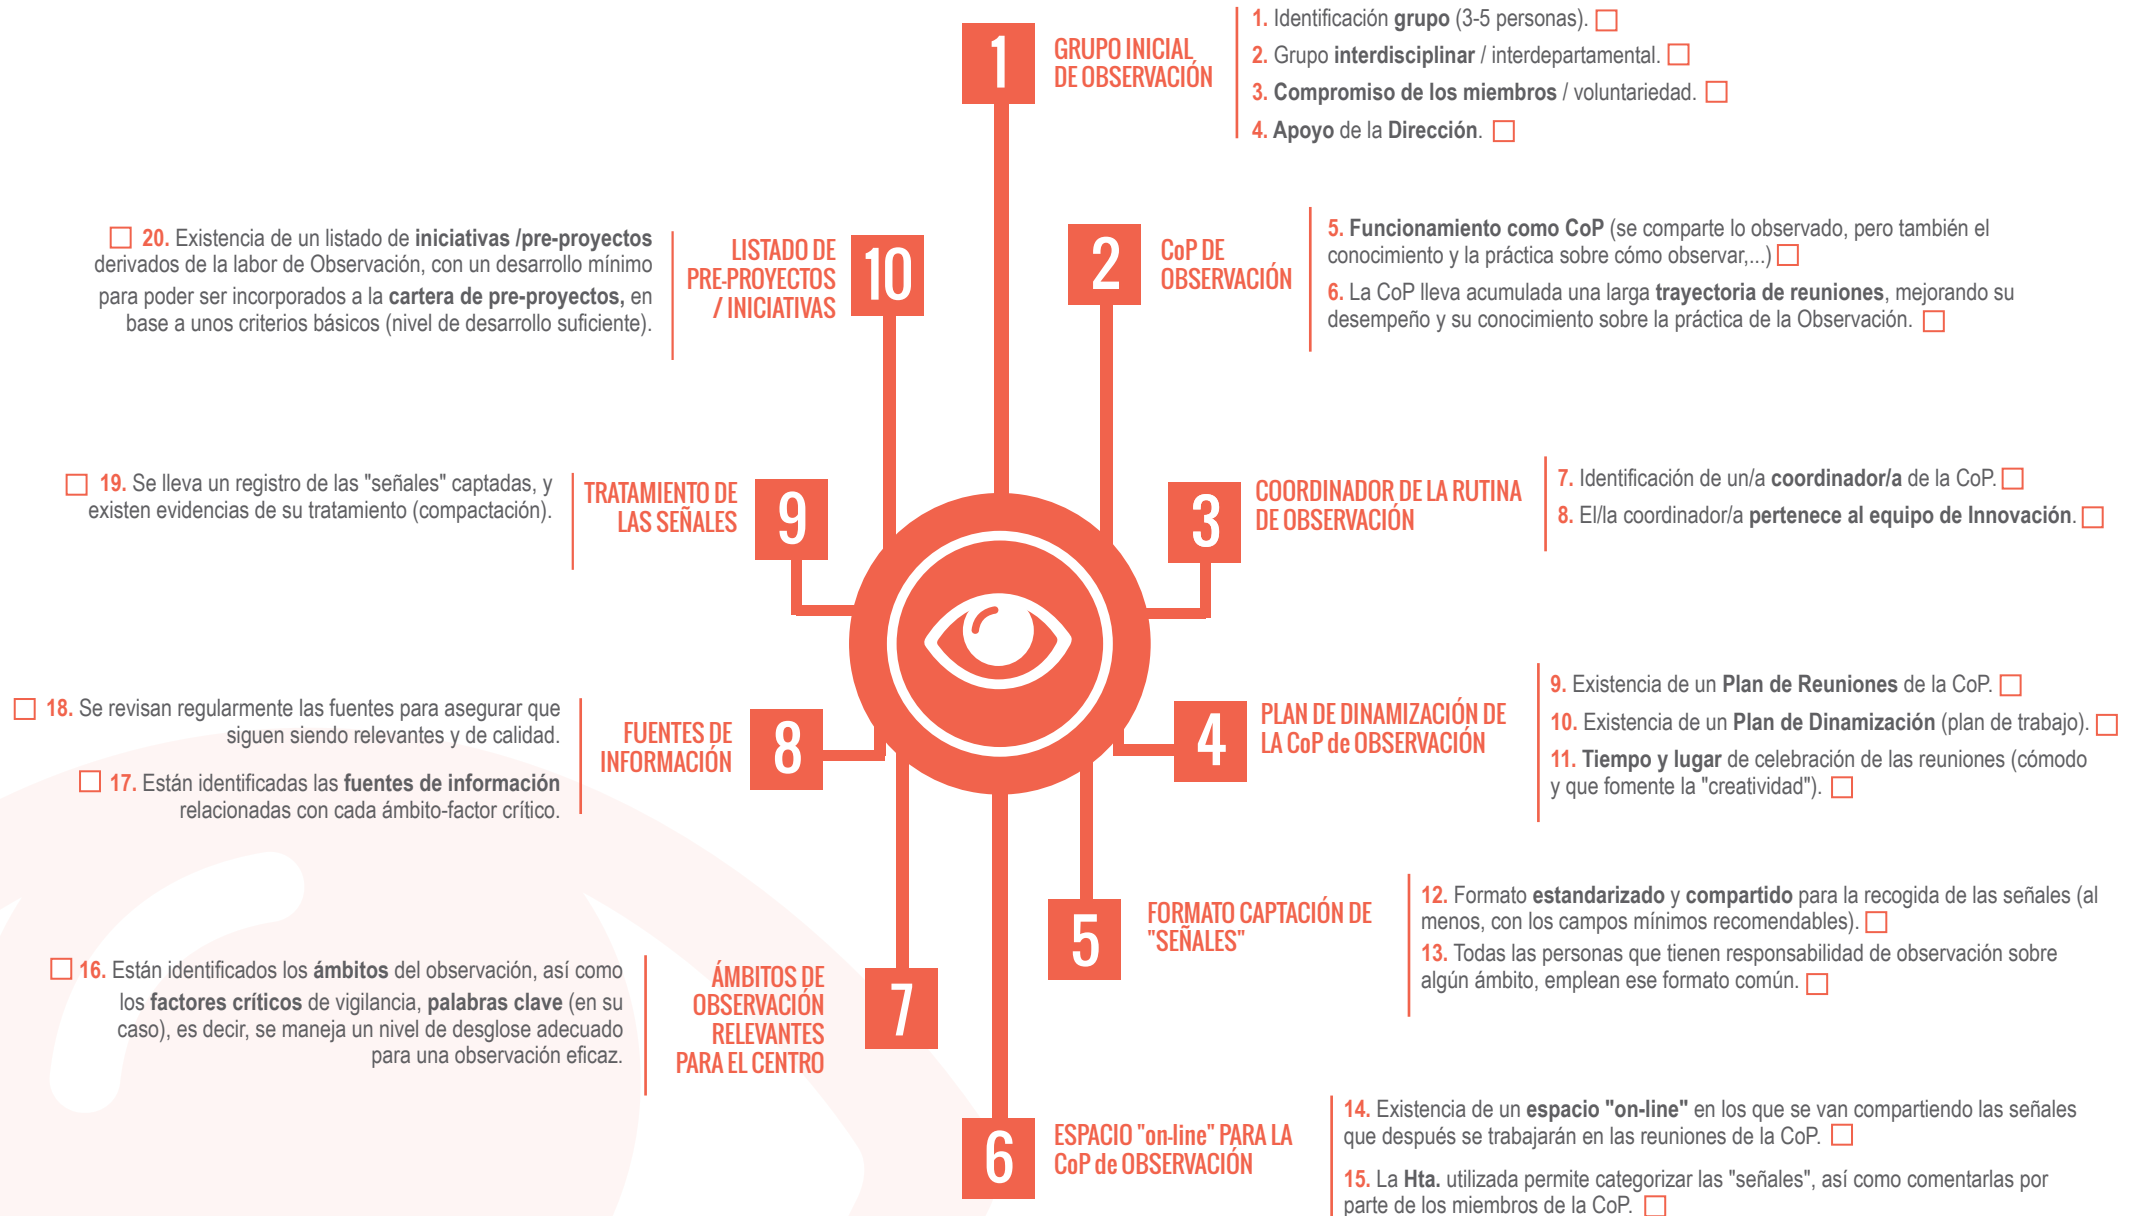 1
GRUPO INICIAL
DE OBSERVACIÓN
1. Identificación grupo (3-5 personas).
2. Grupo interdisciplinar / interdepartamental.
3. Compromiso de los miembros / voluntariedad.
4. Apoyo de la Dirección.
2
CoP DE
OBSERVACIÓN
5. Funcionamiento como CoP (se comparte lo observado, pero también el
conocimiento y la práctica sobre cómo observar,...)
6. La CoP lleva acumulada una larga trayectoria de reuniones, mejorando su
desempeño y su conocimiento sobre la práctica de la Observación.
3
COORDINADOR DE LA RUTINA
DE OBSERVACIÓN
7. Identificación de un/a coordinador/a de la CoP.
8. El/la coordinador/a pertenece al equipo de Innovación.
4
PLAN DE DINAMIZACIÓN DE
LA CoP de OBSERVACIÓN
9. Existencia de un Plan de Reuniones de la CoP.
10. Existencia de un Plan de Dinamización (plan de trabajo).
11. Tiempo y lugar de celebración de las reuniones (cómodo
y que fomente la "creatividad").
5
FORMATO CAPTACIÓN DE
"SEÑALES"
12. Formato estandarizado y compartido para la recogida de las señales (al
menos, con los campos mínimos recomendables).
13. Todas las personas que tienen responsabilidad de observación sobre
algún ámbito, emplean ese formato común.
6
ESPACIO "on-line" PARA LA
CoP de OBSERVACIÓN
14. Existencia de un espacio "on-line" en los que se van compartiendo las señales
que después se trabajarán en las reuniones de la CoP.
15. La Hta. utilizada permite categorizar las "señales", así como comentarlas por
parte de los miembros de la CoP.
7
ÁMBITOS DE
OBSERVACIÓN
RELEVANTES
PARA EL CENTRO
16. Están identificados los ámbitos del observación, así como
los factores críticos de vigilancia, palabras clave (en su
caso), es decir, se maneja un nivel de desglose adecuado
para una observación eficaz.
8
FUENTES DE
INFORMACIÓN
18. Se revisan regularmente las fuentes para asegurar que
siguen siendo relevantes y de calidad.
17. Están identificadas las fuentes de información
relacionadas con cada ámbito-factor crítico.
9
TRATAMIENTO DE
LAS SEÑALES
19. Se lleva un registro de las "señales" captadas, y
existen evidencias de su tratamiento (compactación).
10
LISTADO DE
PRE-PROYECTOS
/ INICIATIVAS
20. Existencia de un listado de iniciativas /pre-proyectos
derivados de la labor de Observación, con un desarrollo mínimo
para poder ser incorporados a la cartera de pre-proyectos, en
base a unos criterios básicos (nivel de desarrollo suficiente).